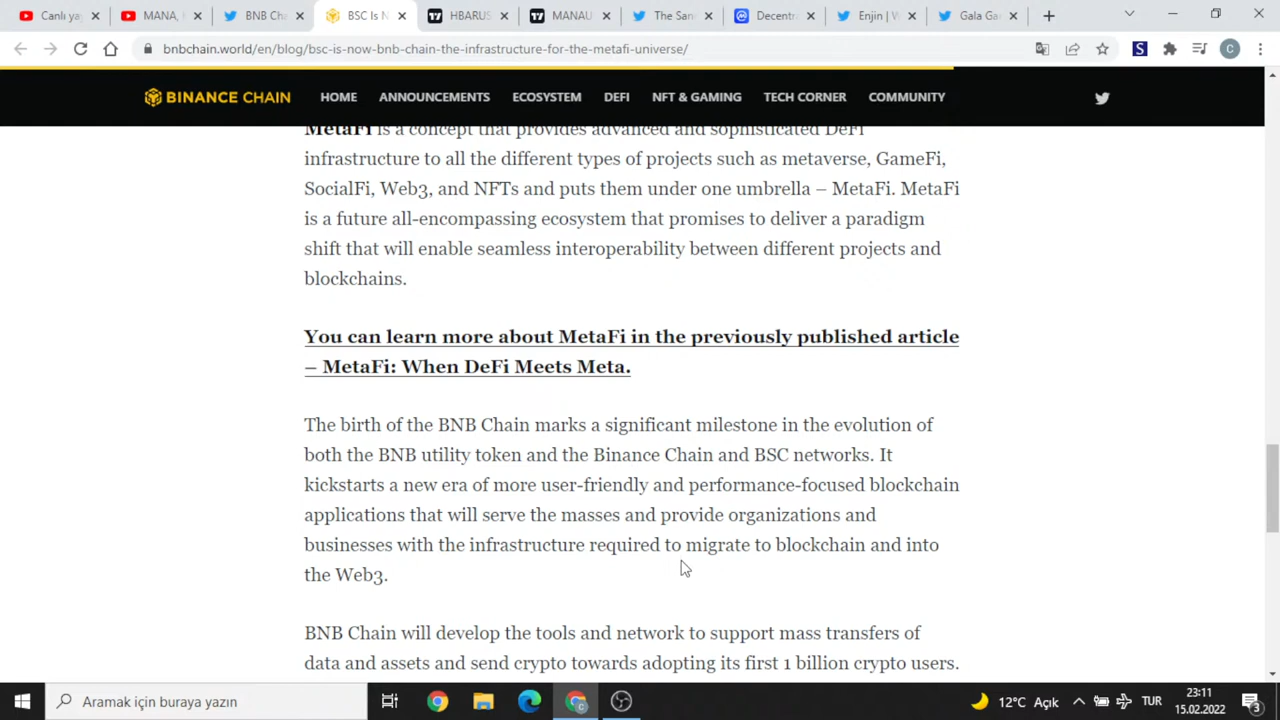 Canlı ya
MANA,
BNB Cha
BSC Is N
HBARUS
MANAU
The San
Decentra
Enjin | W
Gala Ga
bnbchain.world/en/blog/bsc-is-now-bnb-chain-the-infrastructure-for-the-metafi-universe/
S
C
BINANCE CHAIN
HOME
ANNOUNCEMENTS
ECOSYSTEM
DEFI
NFT & GAMING
TECH CORNER
COMMUNITY
MetaFi is a concept that provides advanced and sophisticated DeFi
infrastructure to all the different types of projects such as metaverse, GameFi,
SocialFi, Web3, and NFTs and puts them under one umbrella – MetaFi. MetaFi
is a future all-encompassing ecosystem that promises to deliver a paradigm
shift that will enable seamless interoperability between different projects and
blockchains.
You can learn more about MetaFi in the previously published article
– MetaFi: When DeFi Meets Meta.
The birth of the BNB Chain marks a significant milestone in the evolution of
both the BNB utility token and the Binance Chain and BSC networks. It
kickstarts a new era of more user-friendly and performance-focused blockchain
applications that will serve the masses and provide organizations and
businesses with the infrastructure required to migrate to blockchain and into
the Web3.
BNB Chain will develop the tools and network to support mass transfers of
data and assets and send crypto towards adopting its first 1 billion crypto users.
Aramak için buraya yazın
12°C Açık
TUR
23:11
15.02.2022
3